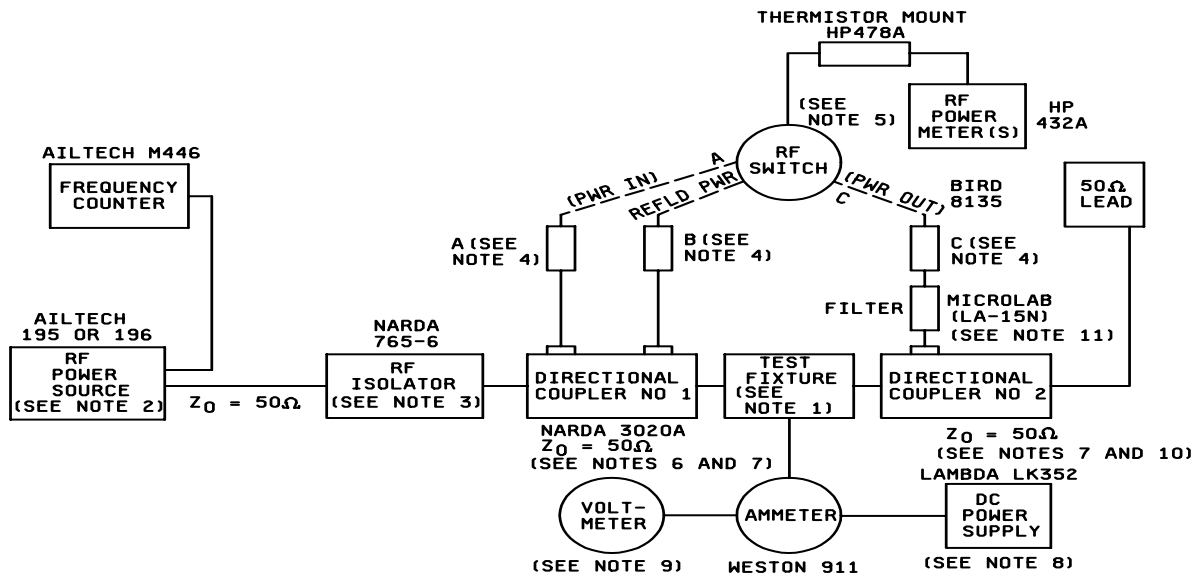 THERMISTOR MOUNT
HP478A
(SEE
NOTE 5)
RF
POWER
METER(S)
HP
432A
AILTECH M446
FREQUENCY
COUNTER
RF
SWITCH
A
(PWR IN)
REFLD PWR
(PWR OUT)
C
BIRD
8135
50Ω
LEAD
A (SEE
NOTE 4)
B (SEE
NOTE 4)
C (SEE
NOTE 4)
FILTER
MICROLAB
(LA-15N)
(SEE NOTE 11)
AILTECH
195 OR 196
RF
POWER
SOURCE
(SEE NOTE 2)
ZO = 50Ω
NARDA
765-6
RF
ISOLATOR
(SEE NOTE 3)
DIRECTIONAL
COUPLER NO 1
TEST
FIXTURE
(SEE
NOTE 1)
DIRECTIONAL
COUPLER NO 2
NARDA 3020A
ZO = 50Ω
(SEE NOTES 6 AND 7)
ZO = 50Ω
(SEE NOTES 7 AND 10)
LAMBDA LK352
VOLT-
METER
AMMETER
DC
POWER
SUPPLY
(SEE NOTE 9)
WESTON 911
(SEE NOTE 8)